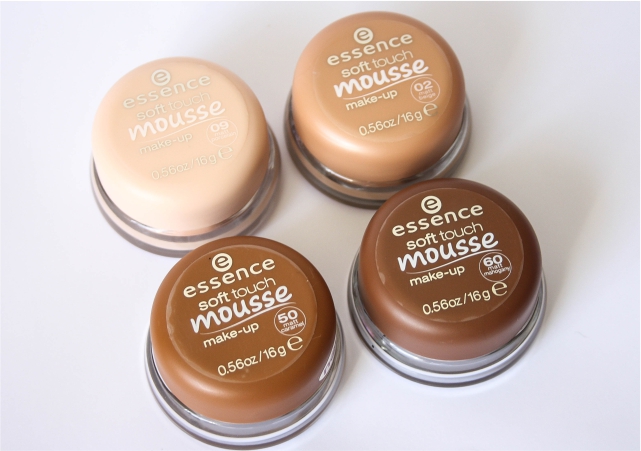 essence
soft touch
mousse
make-up
09
0.56oz/16g e
essence
soft touch
mousse
make-up
02
matt
beige
0.56oz/16g e
essence
soft touch
mousse
make-up
50
matt
caramel
0.56oz/16g e
essence
soft touch
mousse
make-up
60
matt
mahogany
0.56oz/16g e